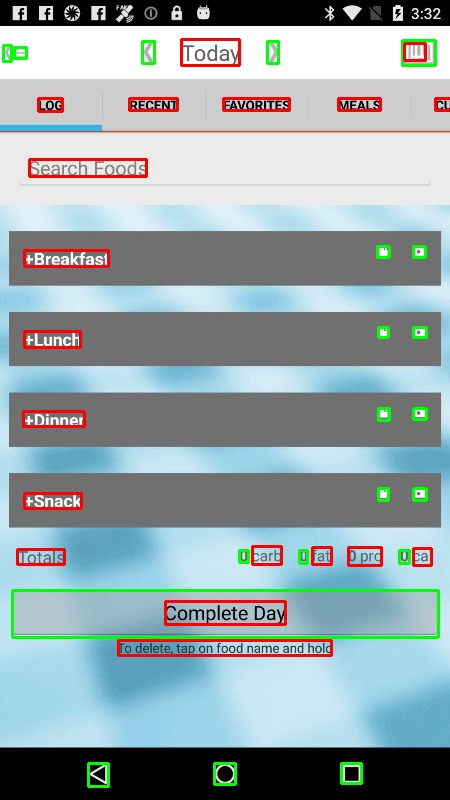 3:32
Today
LOG RECENT FAVORITES MEALS CU
Search Foods
+Breakfast
+Lunch
+Dinner
+Snack
Totals 0 carb 0 fat 0 pro 0 ca
Complete Day
To delete, tap on food name and hold